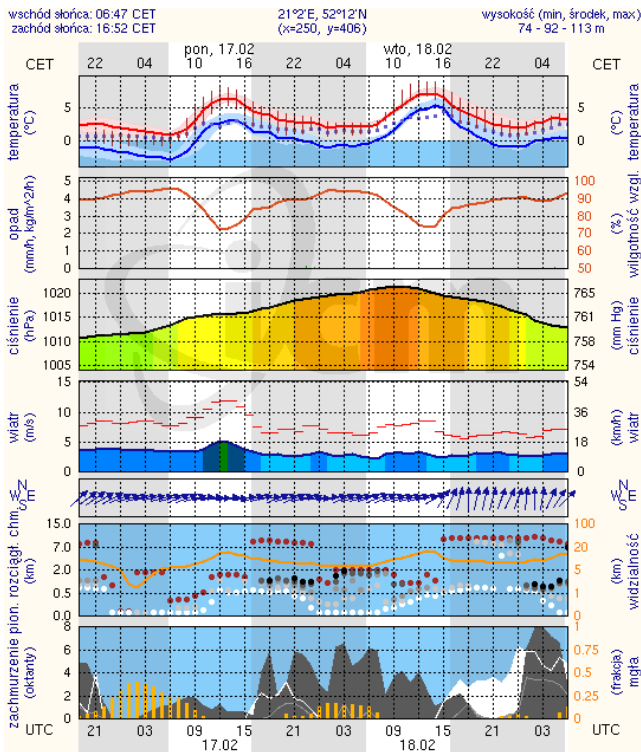 wschód słońca: 06:47 CET 21°2'E, 52°12'N wysokość (min, środek, max)
zachód słońca: 16:52 CET (x=250, y=406) 74 - 92 - 113 m
pon, 17.02 wto, 18.02
CET 22 04 10 16 22 04 10 16 22 04 CET
temperatura (°C) 5 0 5 0 temperatura (°C)
opad (mm/h, kg/m^2/h) 5 4 3 2 1 0 100 90 80 70 60 50 (%) wilgotność wzgl.
ciśnienie (hPa) 1020 1015 1010 1005 765 761 758 754 (mm Hg) ciśnienie
wiatr (m/s) 15 10 5 0 54 36 18 0 (km/h) wiatr
N W E S N W E S
pion. rozciągł. chm (km) 15.0 7.0 2.0 0.5 0.0 100 20 5 1 0 (km) widzialność
zachmurzenie (oktanty) 8 6 4 2 0 1 0.75 0.5 0.25 0 (frakcja) mgła
UTC 21 03 09 15 21 03 09 15 21 03 UTC
17.02 18.02
icm